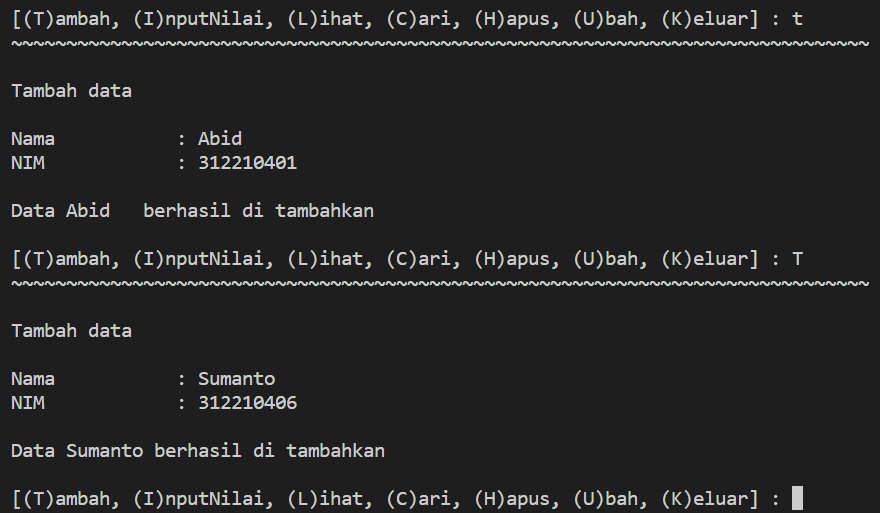 [(T)ambah, (I)nputNilai, (L)ihat, (C)ari, (H)apus, (U)bah, (K)eluar] : t
~~~~~~~~~~~~~~~~~~~~~~~~~~~~~~~~~~~~~~~~~~~~~~~~~~~~~~~~~~~~~~~~~~~~~~~~~~~~~~
Tambah data
Nama           : Abid
NIM            : 312210401
Data Abid   berhasil di tambahkan
[(T)ambah, (I)nputNilai, (L)ihat, (C)ari, (H)apus, (U)bah, (K)eluar] : T
~~~~~~~~~~~~~~~~~~~~~~~~~~~~~~~~~~~~~~~~~~~~~~~~~~~~~~~~~~~~~~~~~~~~~~~~~~~~~~
Tambah data
Nama           : Sumanto
NIM            : 312210406
Data Sumanto berhasil di tambahkan
[(T)ambah, (I)nputNilai, (L)ihat, (C)ari, (H)apus, (U)bah, (K)eluar] :